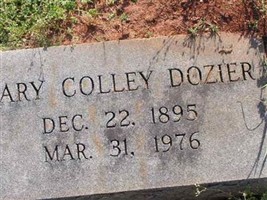 ARY COLLEY DOZIER
DEC. 22. 1895
MAR. 31, 1976